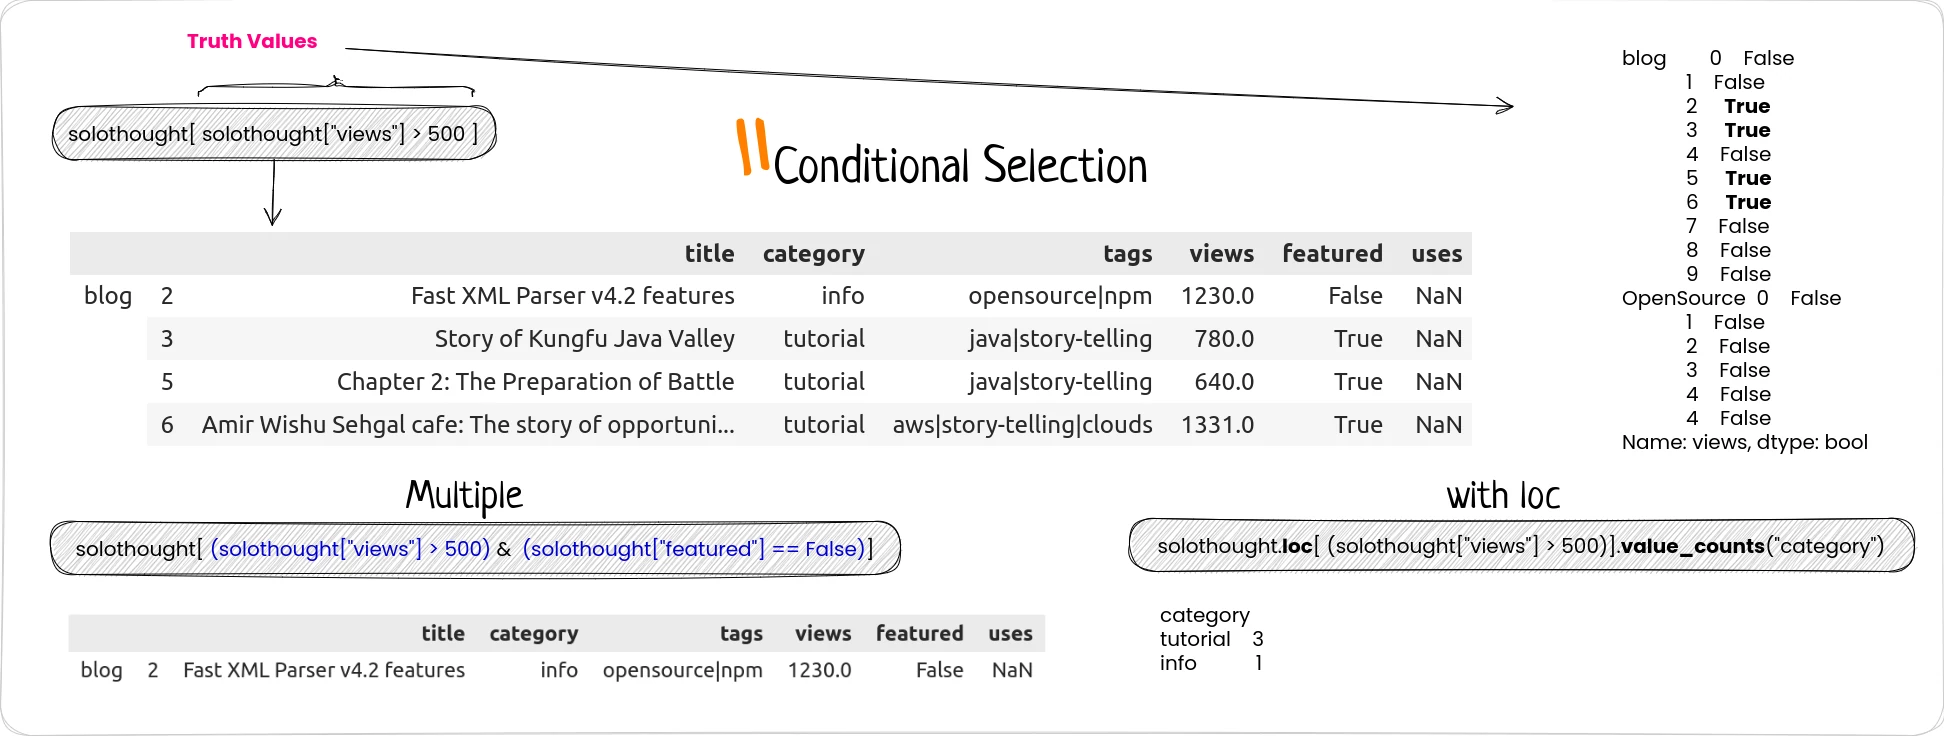 Truth Values
solothought[ solothought["views"] > 500 ]
Conditional Selection
title category tags views featured uses
blog 2 Fast XML Parser v4.2 features info opensource|npm 1230.0 False NaN
3 Story of Kungfu Java Valley tutorial java|story-telling 780.0 True NaN
5 Chapter 2: The Preparation of Battle tutorial java|story-telling 640.0 True NaN
6 Amir Wishu Sehgal cafe: The story of opportuni... tutorial aws|story-telling|clouds 1331.0 True NaN
blog 0 False
1 False
2 True
3 True
4 False
5 True
6 True
7 False
8 False
9 False
OpenSource 0 False
1 False
2 False
3 False
4 False
4 False
Name: views, dtype: bool
Multiple
solothought[ (solothought["views"] > 500) & (solothought["featured"] == False)]
title category tags views featured uses
blog 2 Fast XML Parser v4.2 features info opensource|npm 1230.0 False NaN
with loc
solothought.loc[ (solothought["views"] > 500)].value_counts("category")
category
tutorial 3
info 1